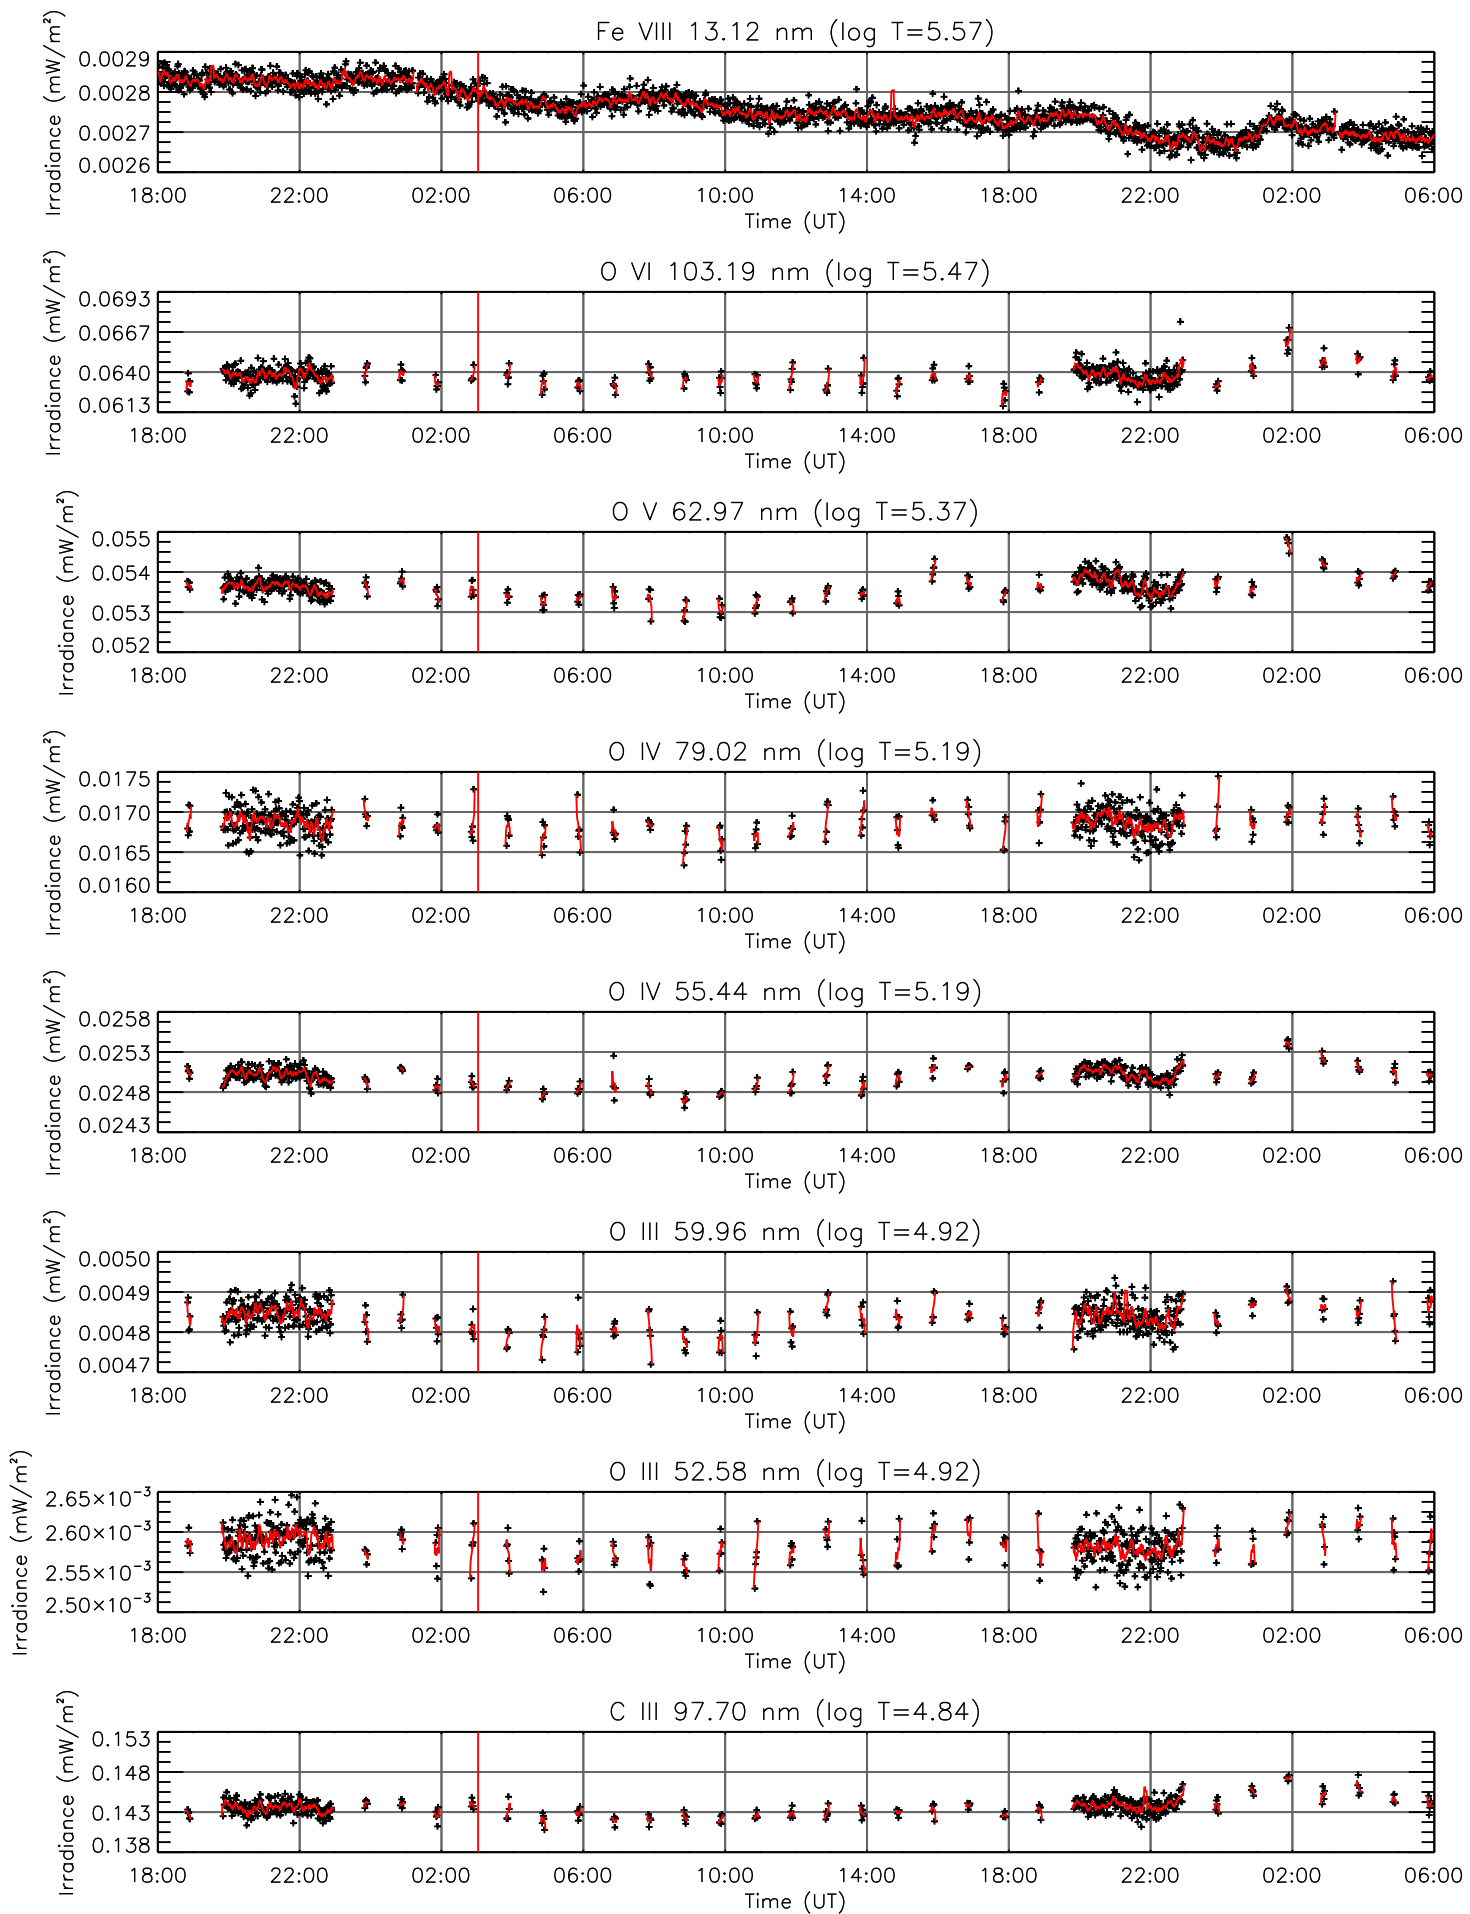 Fe VIII 13.12 nm (log T=5.57)
Irradiance (mW/m²)
0.0029
0.0028
0.0027
0.0026
18:00 22:00 02:00 06:00 10:00 14:00 18:00 22:00 02:00 06:00
Time (UT)
O VI 103.19 nm (log T=5.47)
Irradiance (mW/m²)
0.0693
0.0667
0.0640
0.0613
18:00 22:00 02:00 06:00 10:00 14:00 18:00 22:00 02:00 06:00
Time (UT)
O V 62.97 nm (log T=5.37)
Irradiance (mW/m²)
0.055
0.054
0.053
0.052
18:00 22:00 02:00 06:00 10:00 14:00 18:00 22:00 02:00 06:00
Time (UT)
O IV 79.02 nm (log T=5.19)
Irradiance (mW/m²)
0.0175
0.0170
0.0165
0.0160
18:00 22:00 02:00 06:00 10:00 14:00 18:00 22:00 02:00 06:00
Time (UT)
O IV 55.44 nm (log T=5.19)
Irradiance (mW/m²)
0.0258
0.0253
0.0248
0.0243
18:00 22:00 02:00 06:00 10:00 14:00 18:00 22:00 02:00 06:00
Time (UT)
O III 59.96 nm (log T=4.92)
Irradiance (mW/m²)
0.0050
0.0049
0.0048
0.0047
18:00 22:00 02:00 06:00 10:00 14:00 18:00 22:00 02:00 06:00
Time (UT)
O III 52.58 nm (log T=4.92)
Irradiance (mW/m²)
2.65×10⁻³
2.60×10⁻³
2.55×10⁻³
2.50×10⁻³
18:00 22:00 02:00 06:00 10:00 14:00 18:00 22:00 02:00 06:00
Time (UT)
C III 97.70 nm (log T=4.84)
Irradiance (mW/m²)
0.153
0.148
0.143
0.138
18:00 22:00 02:00 06:00 10:00 14:00 18:00 22:00 02:00 06:00
Time (UT)